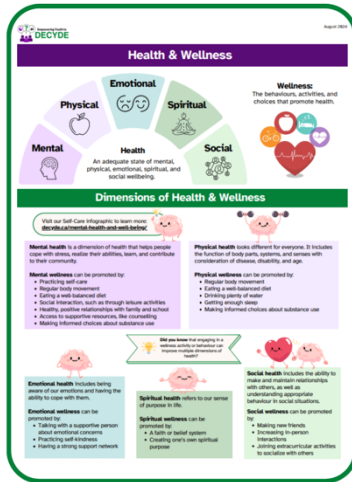 Empowering Youth to
DECYDE
August 2024
Health & Wellness
Emotional
Physical
Spiritual
Mental
Social
Health
An adequate state of mental,
physical, emotional, spiritual, and
social wellbeing.
Wellness:
The behaviours, activities, and
choices that promote health.
Dimensions of Health & Wellness
Visit our Self-Care Infographic to learn more:
decyde.ca/mental-health-and-well-being/
Mental health is a dimension of health that helps people
cope with stress, realize their abilities, learn, and contribute
to their community.
Mental wellness can be promoted by:
• Practicing self-care
• Regular body movement
• Eating a well-balanced diet
• Social interaction, such as through leisure activities
• Healthy, positive relationships with family and school
• Access to supportive resources, like counselling
• Making informed choices about substance use
Physical health looks different for everyone. It includes
the function of body parts, systems, and senses with
consideration of disease, disability, and age.
Physical wellness can be promoted by:
• Regular body movement
• Eating a well-balanced diet
• Drinking plenty of water
• Getting enough sleep
• Making informed choices about substance use
Did you know that engaging in a
wellness activity or behaviour can
improve multiple dimensions of
health?
Emotional health includes being
aware of our emotions and having the
ability to cope with them.
Emotional wellness can be
promoted by:
• Talking with a supportive person
about emotional concerns
• Practicing self-kindness
• Having a strong support network
Spiritual health refers to our sense
of purpose in life.
Spiritual wellness can be
promoted by:
• A faith or belief system
• Creating one's own spiritual
purpose
Social health includes the ability to
make and maintain relationships
with others, as well as
understanding appropriate
behaviour in social situations.
Social wellness can be promoted
by:
• Making new friends
• Increasing in-person
interactions
• Joining extracurricular activities
to socialise with others